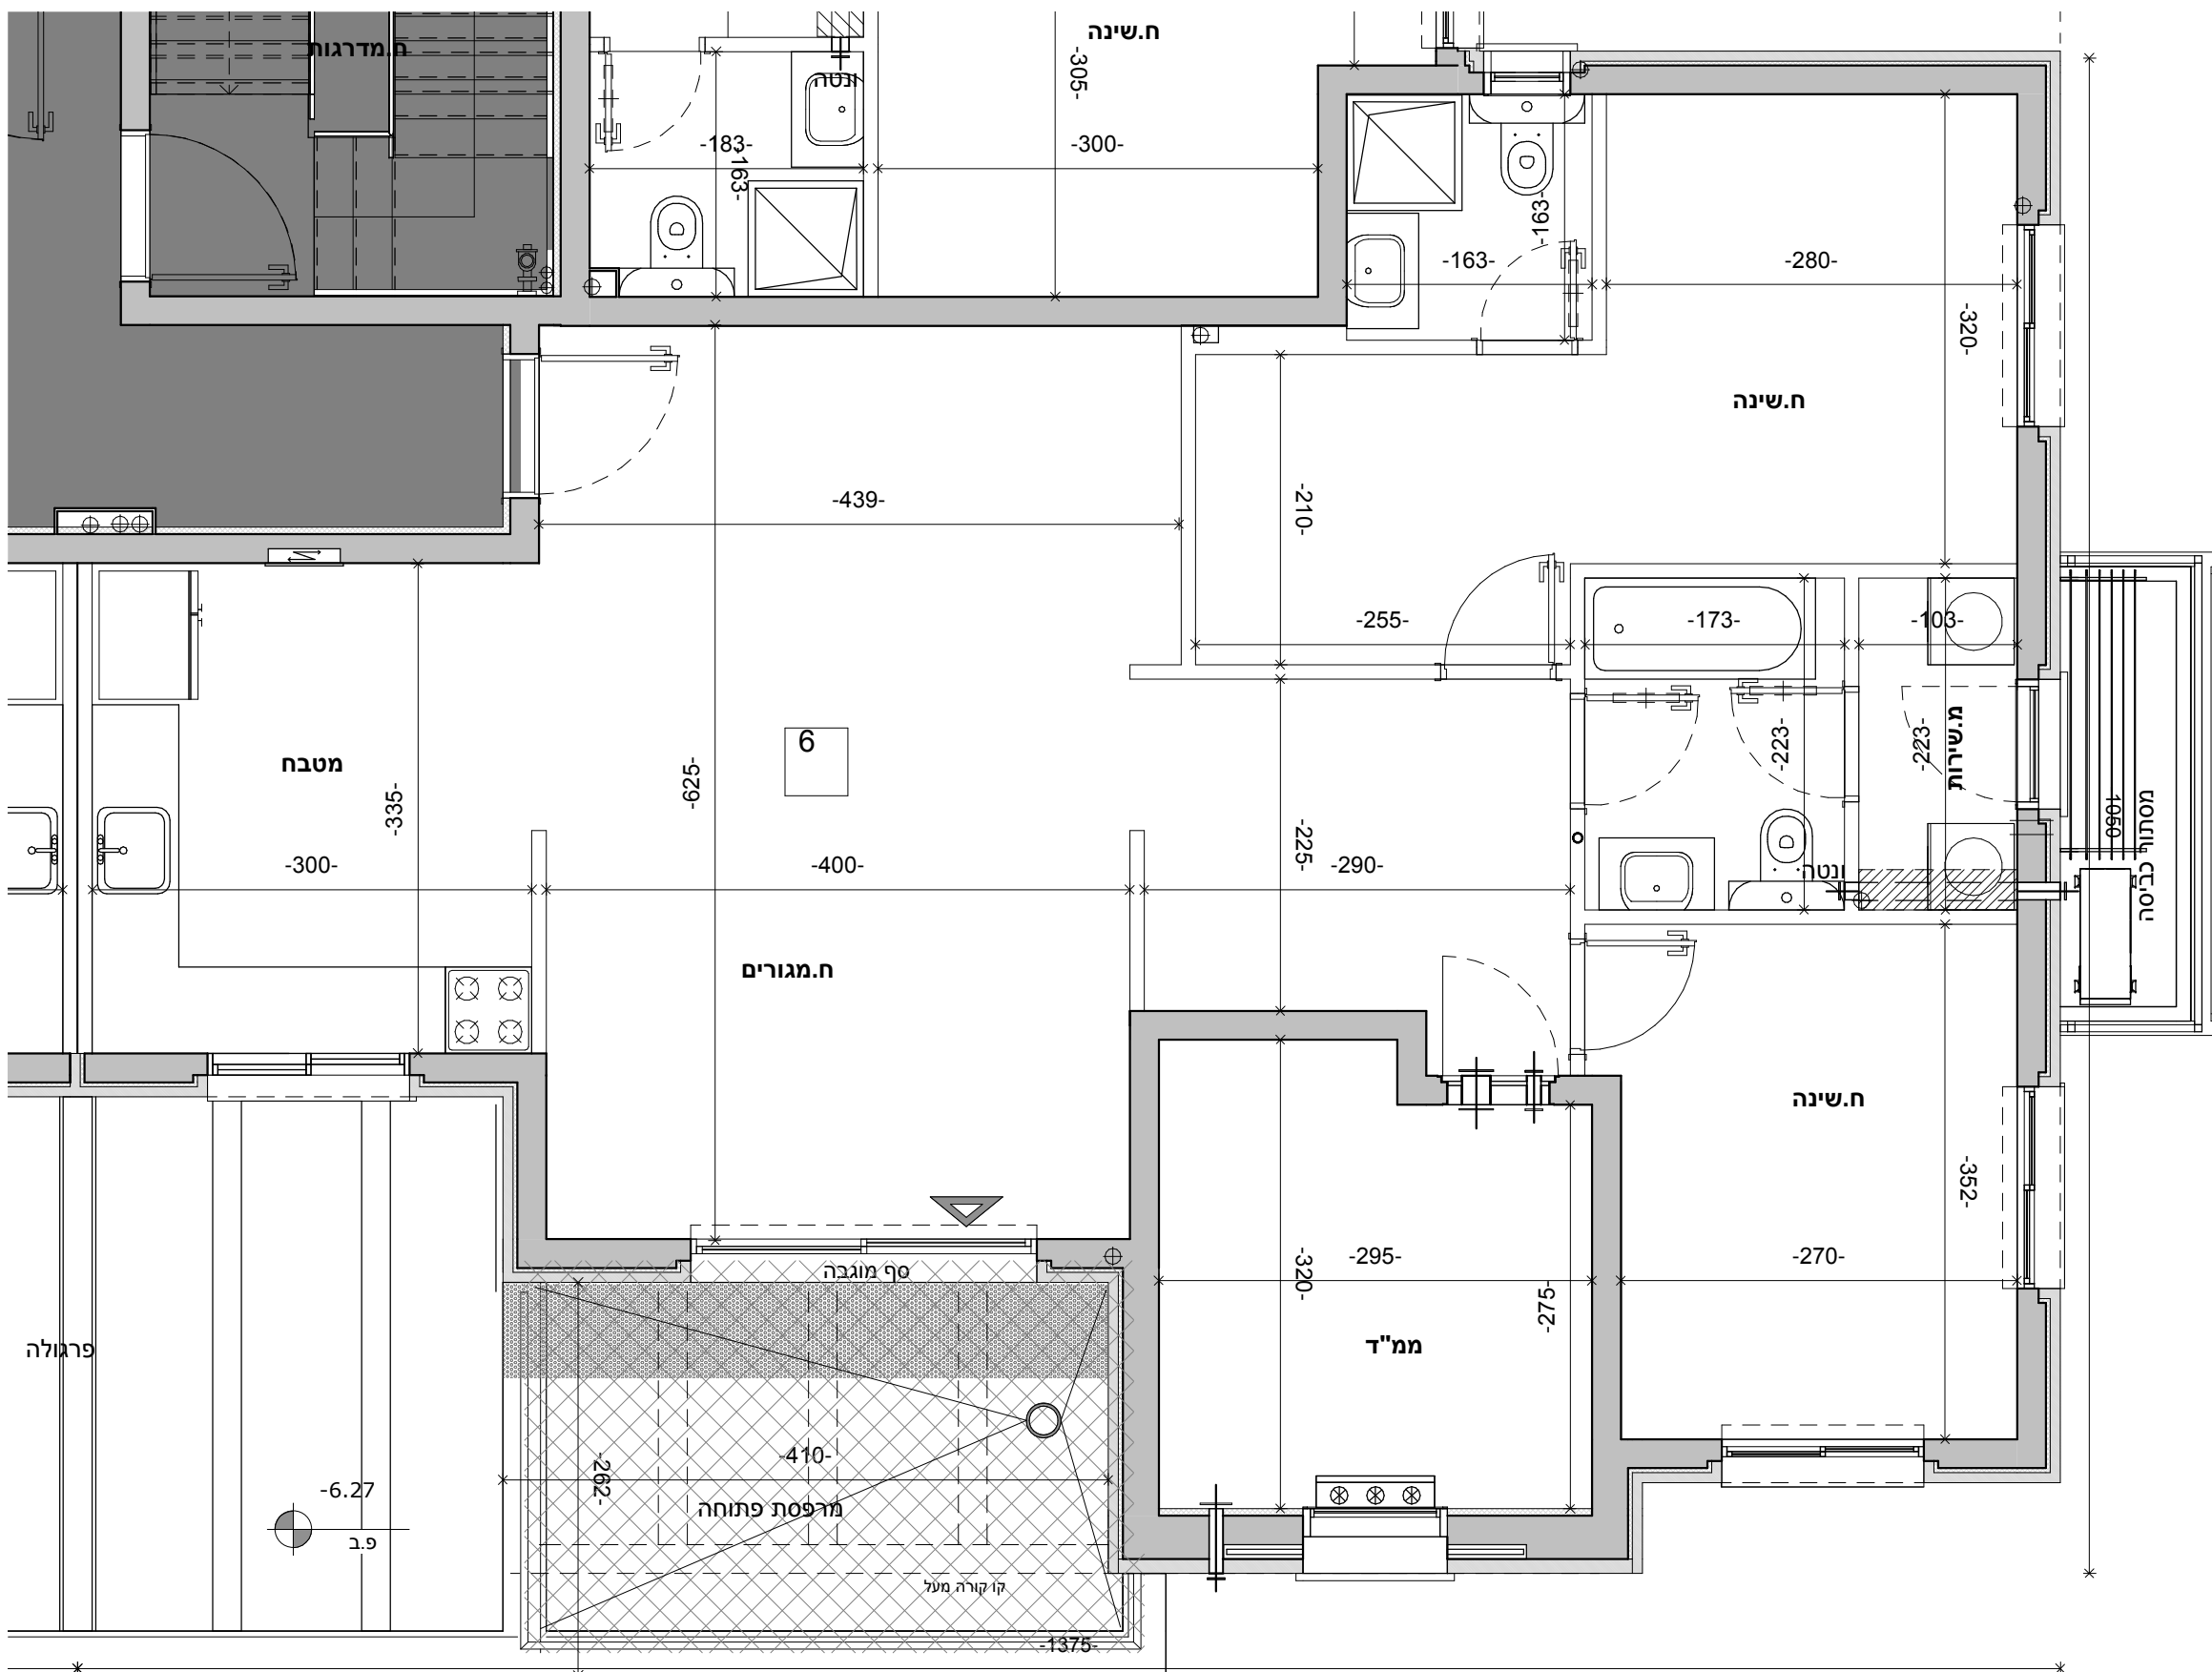 ח.מדרגות
ח.שינה
-305-
ונטה
-183-
-163-
-300-
-163-
-163-
-280-
-320-
ח.שינה
-439-
-210-
-255-
-173-
-103-
6
מטבח
-335-
-625-
-223-
-223-
מ.שירות
1050
מסתור כביסה
-300-
-400-
-225-
-290-
ונטה
ח.מגורים
ח.שינה
-352-
סף מוגבה
-320-
-295-
-275-
-270-
פרגולה
ממ"ד
-410-
-262-
מרפסת פתוחה
-6.27
פ.ב
קו קורה מעל
-1375-